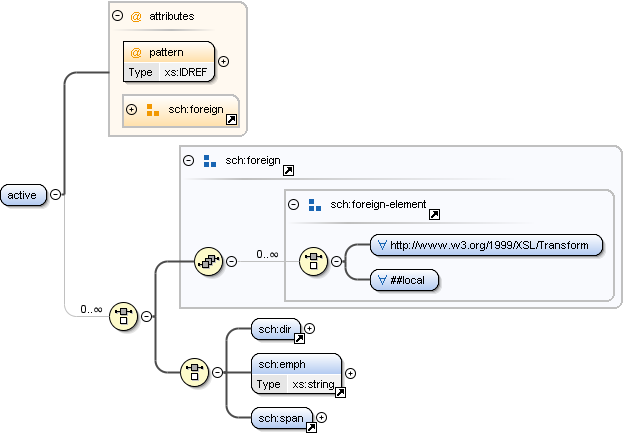 attributes
@ pattern
Type xs:IDREF
sch:foreign
sch:foreign
sch:foreign-element
active
∀ http://www.w3.org/1999/XSL/Transform
0..∞
∀ ##local
0..∞
sch:dir
sch:emph
Type xs:string
sch:span